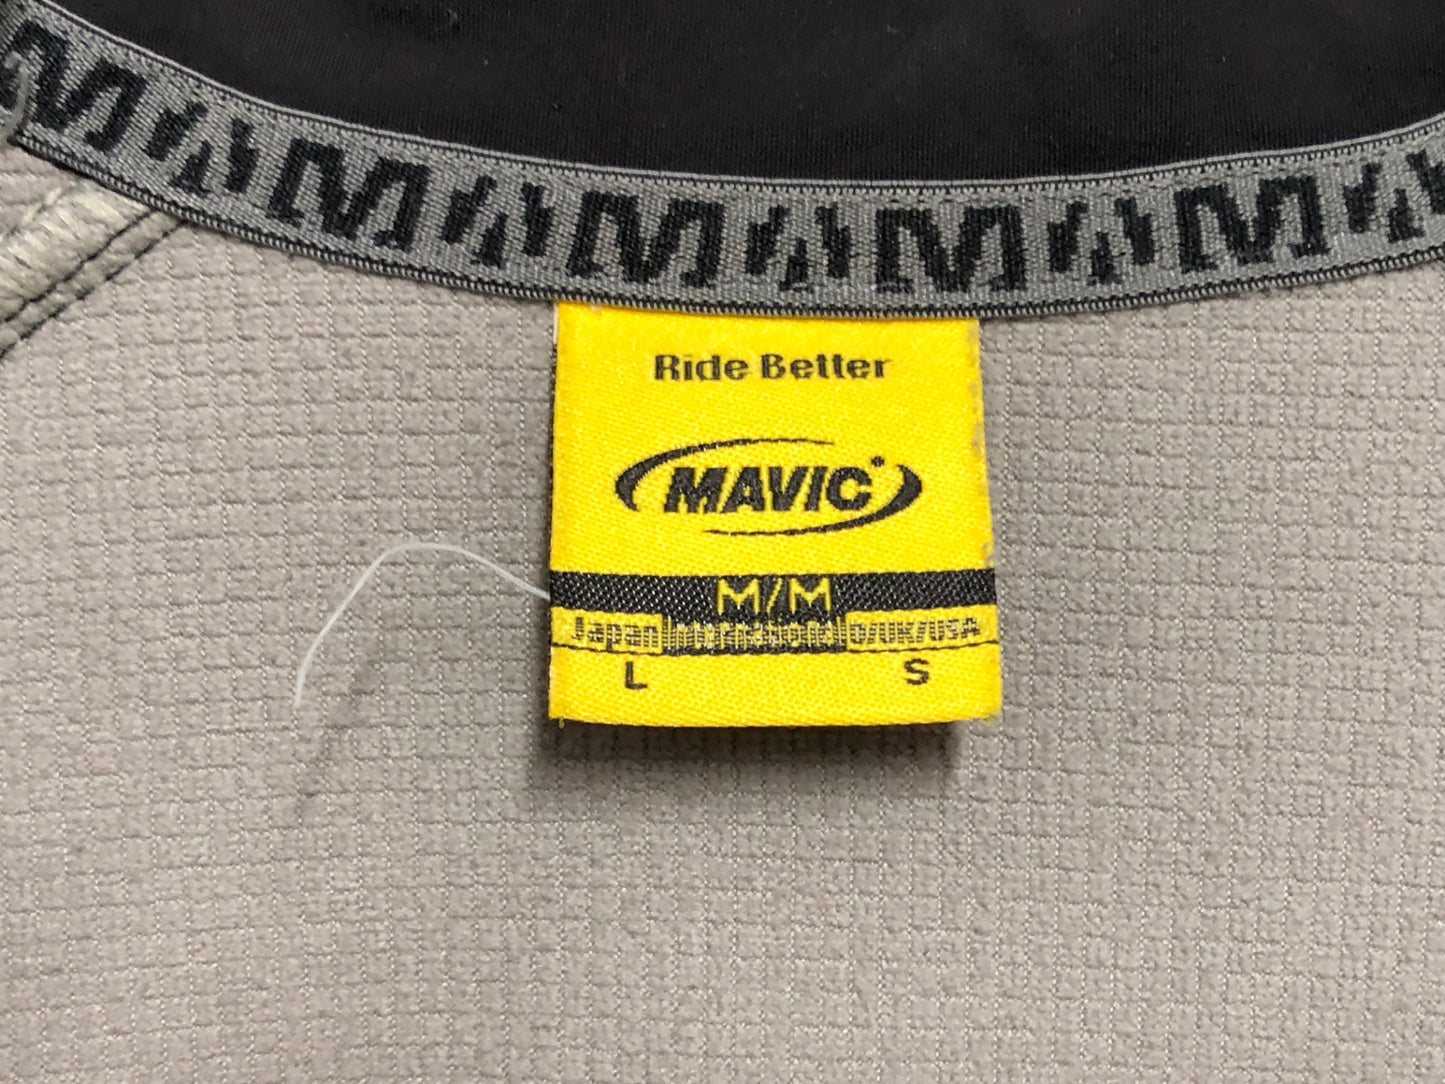 Ride Better
MAVIC
M/M
Japan International D/UK/USA
L S